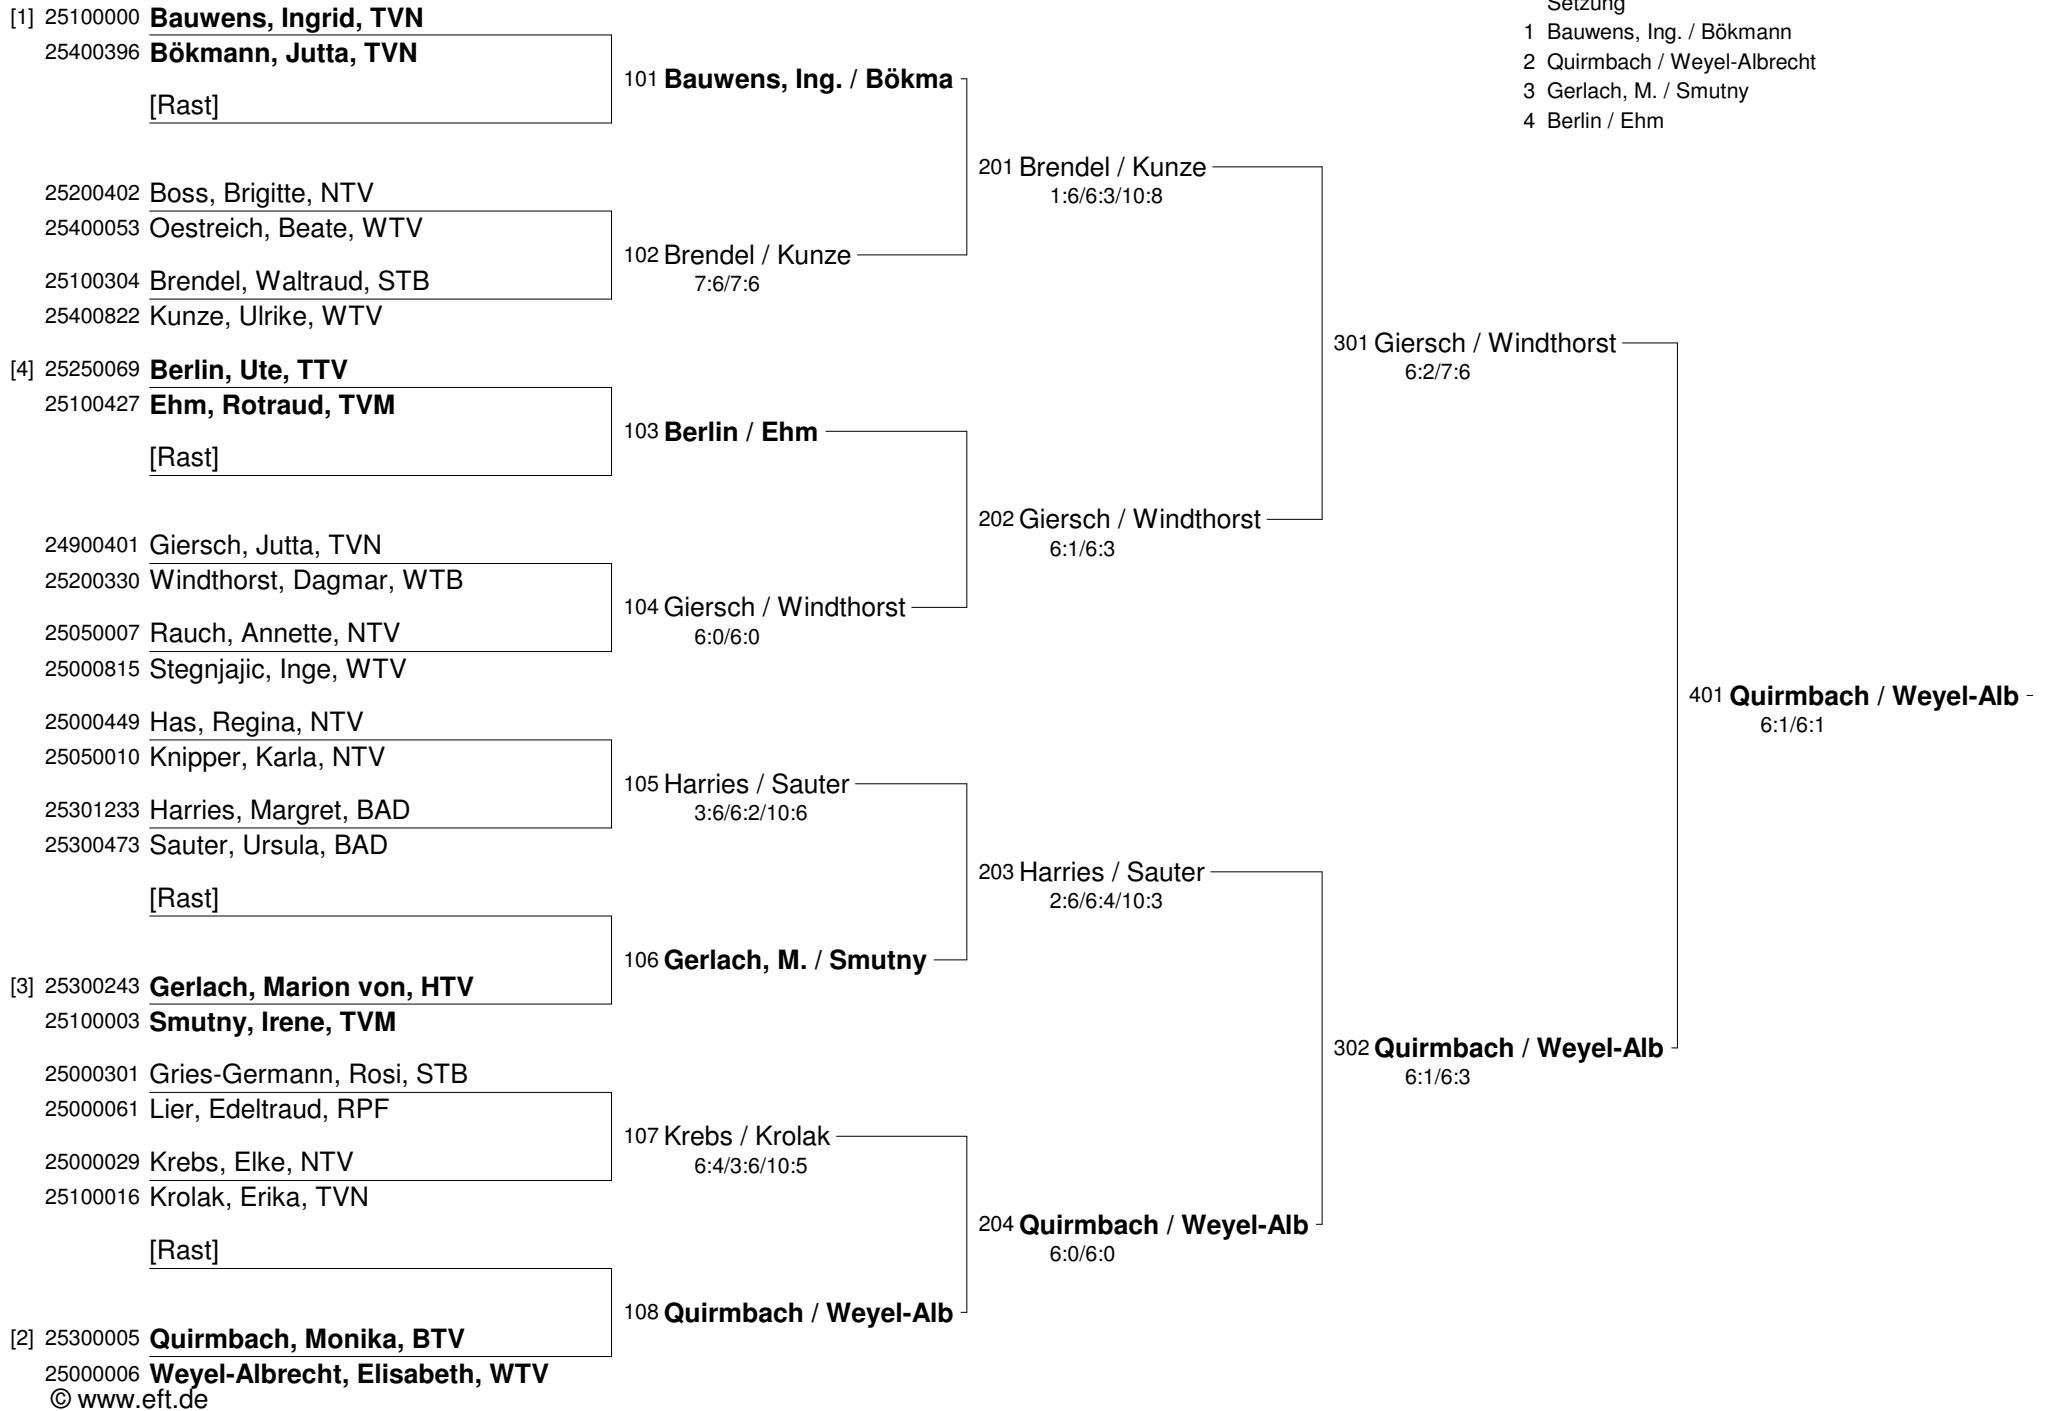 [1] 25100000 Bauwens, Ingrid, TVN
25400396 Bökmann, Jutta, TVN
[Rast]
25200402 Boss, Brigitte, NTV
25400053 Oestreich, Beate, WTV
25100304 Brendel, Waltraud, STB
25400822 Kunze, Ulrike, WTV
[4] 25250069 Berlin, Ute, TTV
25100427 Ehm, Rotraud, TVM
[Rast]
24900401 Giersch, Jutta, TVN
25200330 Windthorst, Dagmar, WTB
25050007 Rauch, Annette, NTV
25000815 Stegnjajic, Inge, WTV
25000449 Has, Regina, NTV
25050010 Knipper, Karla, NTV
25301233 Harries, Margret, BAD
25300473 Sauter, Ursula, BAD
[Rast]
[3] 25300243 Gerlach, Marion von, HTV
25100003 Smutny, Irene, TVM
25000301 Gries-Germann, Rosi, STB
25000061 Lier, Edeltraud, RPF
25000029 Krebs, Elke, NTV
25100016 Krolak, Erika, TVN
[Rast]
[2] 25300005 Quirmbach, Monika, BTV
25000006 Weyel-Albrecht, Elisabeth, WTV
© www.eft.de
101 Bauwens, Ing. / Bökma
102 Brendel / Kunze
7:6/7:6
103 Berlin / Ehm
104 Giersch / Windthorst
6:0/6:0
105 Harries / Sauter
3:6/6:2/10:6
106 Gerlach, M. / Smutny
107 Krebs / Krolak
6:4/3:6/10:5
108 Quirmbach / Weyel-Alb
201 Brendel / Kunze
1:6/6:3/10:8
202 Giersch / Windthorst
6:1/6:3
203 Harries / Sauter
2:6/6:4/10:3
204 Quirmbach / Weyel-Alb
6:0/6:0
301 Giersch / Windthorst
6:2/7:6
302 Quirmbach / Weyel-Alb
6:1/6:3
401 Quirmbach / Weyel-Alb
6:1/6:1
Setzung
1 Bauwens, Ing. / Bökmann
2 Quirmbach / Weyel-Albrecht
3 Gerlach, M. / Smutny
4 Berlin / Ehm